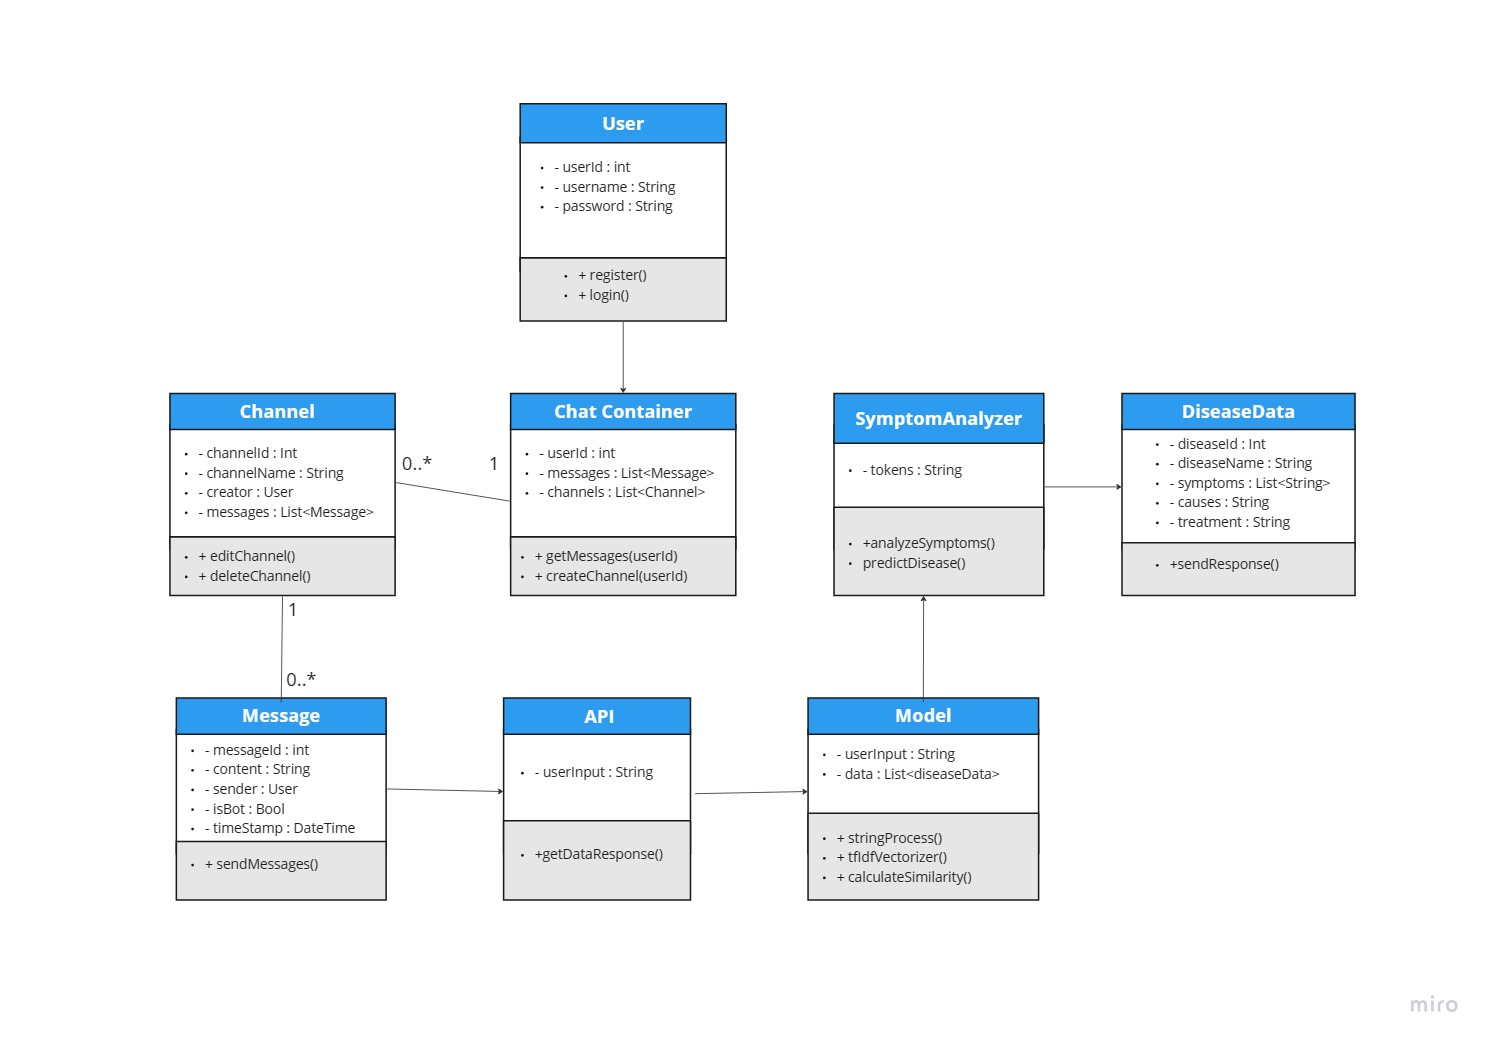 User
• - userId : int
• - username : String
• - password : String
• + register()
• + login()
Channel
• - channelId : Int
• - channelName : String
• - creator : User
• - messages : List<Message>
• + editChannel()
• + deleteChannel()
0..*
1
Chat Container
• - userId : int
• - messages : List<Message>
• - channels : List<Channel>
• + getMessages(userId)
• + createChannel(userId)
SymptomAnalyzer
• - tokens : String
• +analyzeSymptoms()
• predictDisease()
DiseaseData
• - diseaseId : Int
• - diseaseName : String
• - symptoms : List<String>
• - causes : String
• - treatment : String
• +sendResponse()
1
0..*
Message
• - messageId : int
• - content : String
• - sender : User
• - isBot : Bool
• - timeStamp : DateTime
• + sendMessages()
API
• - userInput : String
• +getDataResponse()
Model
• - userInput : String
• - data : List<diseaseData>
• + stringProcess()
• + tfIdfVectorizer()
• + calculateSimilarity()
miro